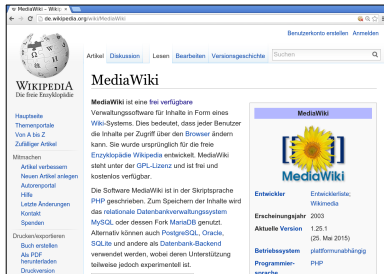 MediaWiki – Wikip
de.wikipedia.org/wiki/MediaWiki
Benutzerkonto erstellen Anmelden
Artikel Diskussion Lesen Bearbeiten Versionsgeschichte Suchen
WIKIPEDIA
Die freie Enzyklopädie
Hauptseite
Themenportale
Von A bis Z
Zufälliger Artikel
Mitmachen
Artikel verbessern
Neuen Artikel anlegen
Autorenportal
Hilfe
Letzte Änderungen
Kontakt
Spenden
Drucken/exportieren
Buch erstellen
Als PDF
herunterladen
Druckversion
MediaWiki
MediaWiki ist eine frei verfügbare
Verwaltungssoftware für Inhalte in Form eines
Wiki-Systems. Dies bedeutet, dass jeder Benutzer
die Inhalte per Zugriff über den Browser ändern
kann. Sie wurde ursprünglich für die freie
Enzyklopädie Wikipedia entwickelt. MediaWiki
steht unter der GPL-Lizenz und ist frei und
kostenlos verfügbar.
Die Software MediaWiki ist in der Skriptsprache
PHP geschrieben. Zum Speichern der Inhalte wird
das relationale Datenbankverwaltungssystem
MySQL oder dessen Fork MariaDB genutzt.
Alternativ können auch PostgreSQL, Oracle,
SQLite und andere als Datenbank-Backend
verwendet werden, wobei deren Unterstützung
teilweise jedoch experimentell ist.
MediaWiki
MediaWiki
Entwickler Entwicklerliste;
Wikimedia
Erscheinungsjahr 2003
Aktuelle Version 1.25.1
(25. Mai 2015)
Betriebssystem plattformunabhängig
Programmier- PHP
sprache